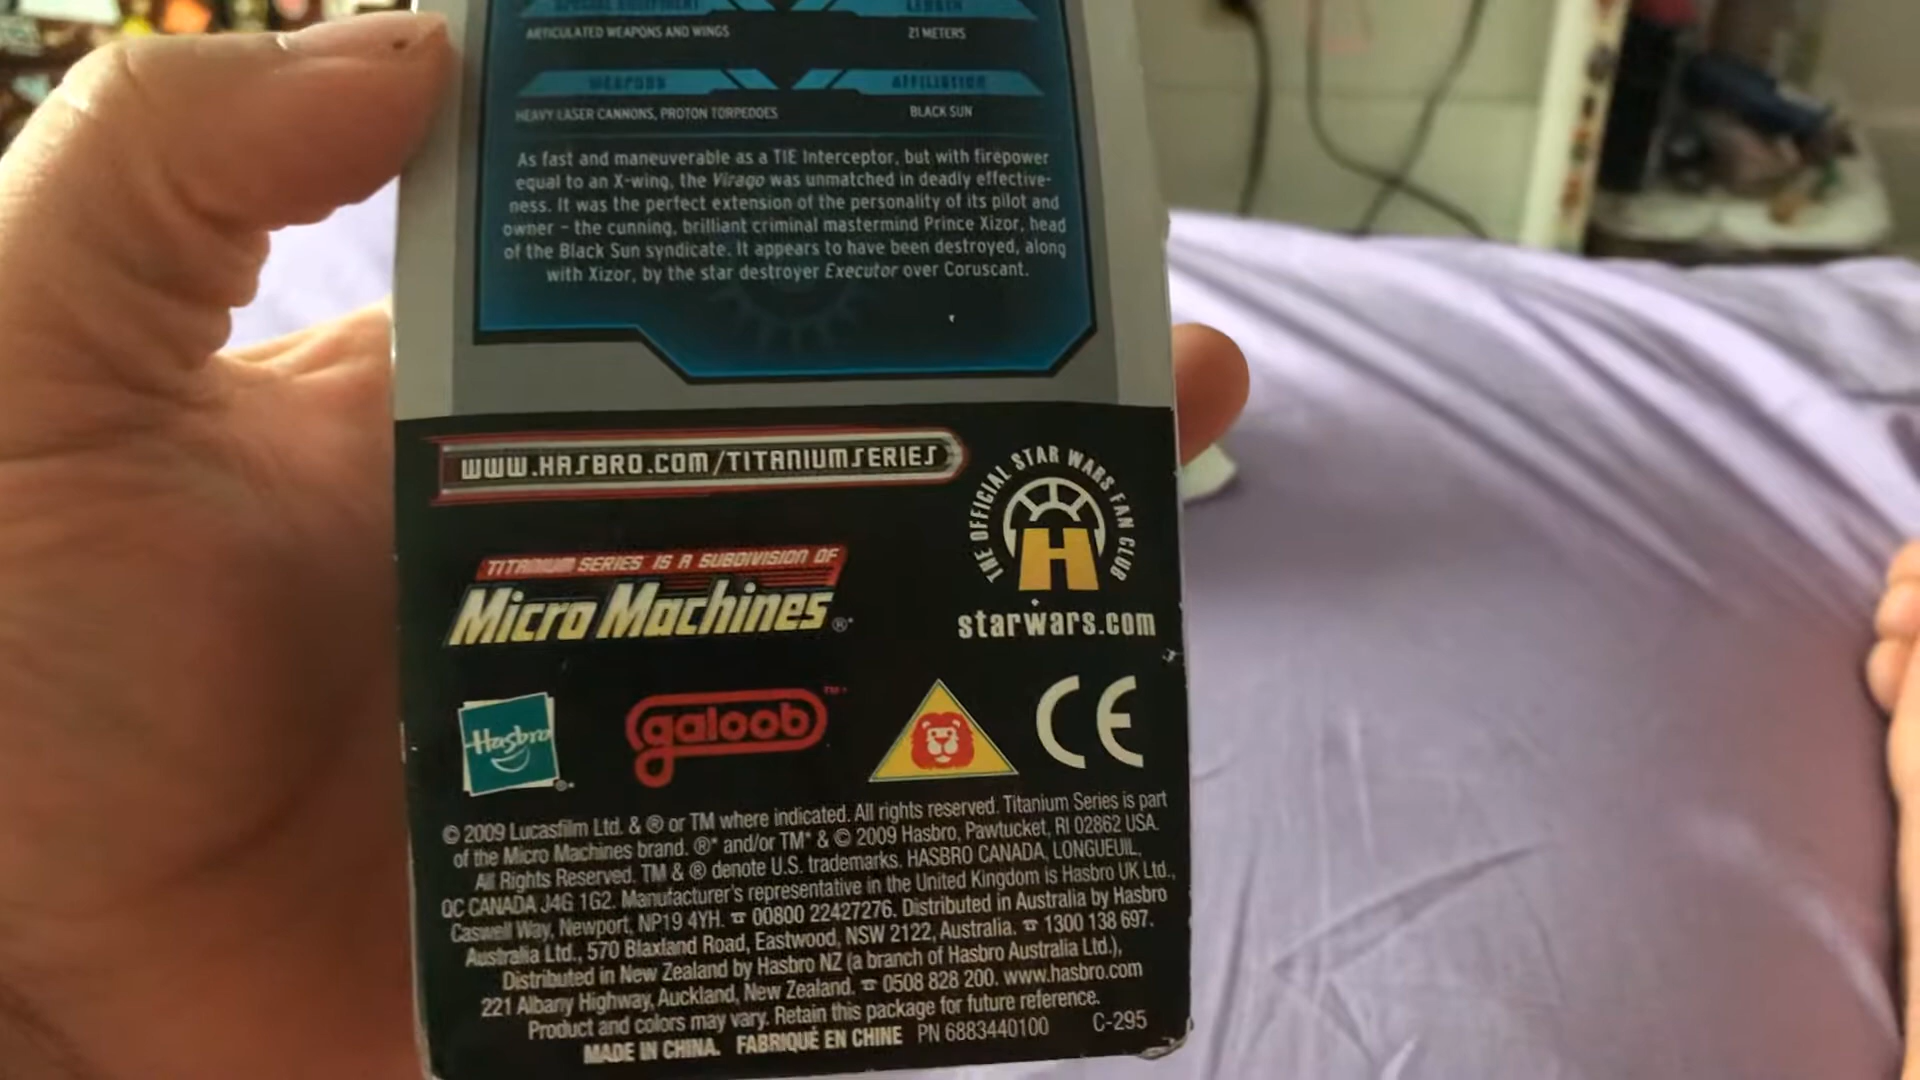 SPECIAL EQUIPMENT
LENGTH
ARTICULATED WEAPONS AND WINGS
21 METERS
WEAPONS
AFFILIATION
HEAVY LASER CANNONS, PROTON TORPEDOES
BLACK SUN
As fast and maneuverable as a TIE Interceptor, but with firepower
equal to an X-wing, the Virago was unmatched in deadly effective-
ness. It was the perfect extension of the personality of its pilot and
owner – the cunning, brilliant criminal mastermind Prince Xizor, head
of the Black Sun syndicate. It appears to have been destroyed, along
with Xizor, by the star destroyer Executor over Coruscant.
WWW.HASBRO.COM/TITANIUMSERIES
THE OFFICIAL STAR WARS FAN CLUB
H
starwars.com
TITANIUM SERIES IS A SUBDIVISION OF
Micro Machines®*
Hasbro®
galoob™*
CE
© 2009 Lucasfilm Ltd. & ® or TM where indicated. All rights reserved. Titanium Series is part
of the Micro Machines brand. ®* and/or TM* & © 2009 Hasbro, Pawtucket, RI 02862 USA.
All Rights Reserved. TM & ® denote U.S. trademarks. HASBRO CANADA, LONGUEUIL,
QC CANADA J4G 1G2. Manufacturer's representative in the United Kingdom is Hasbro UK Ltd.,
Caswell Way, Newport, NP19 4YH. ☎ 00800 22427276. Distributed in Australia by Hasbro
Australia Ltd., 570 Blaxland Road, Eastwood, NSW 2122, Australia. ☎ 1300 138 697.
Distributed in New Zealand by Hasbro NZ (a branch of Hasbro Australia Ltd.),
221 Albany Highway, Auckland, New Zealand. ☎ 0508 828 200. www.hasbro.com
Product and colors may vary. Retain this package for future reference.
MADE IN CHINA. FABRIQUÉ EN CHINE PN 6883440100 C-295